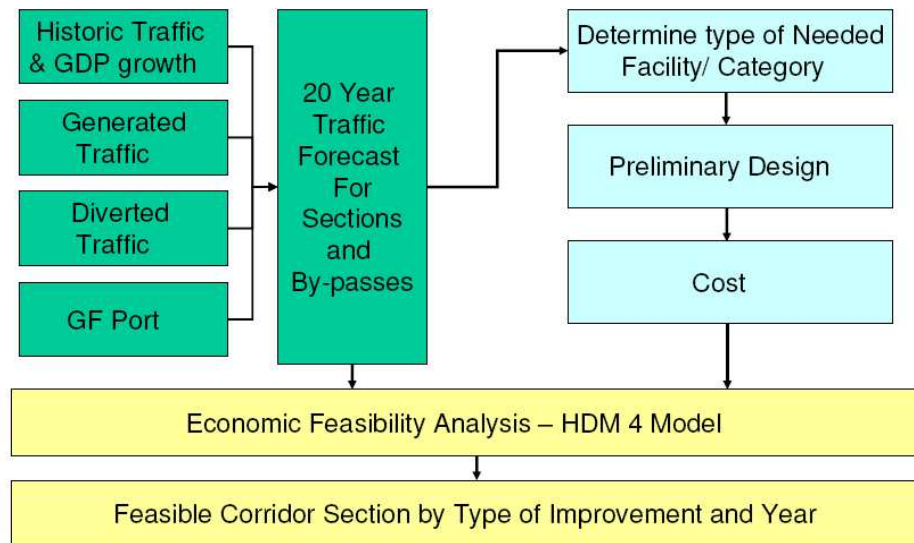 Historic Traffic
& GDP growth
Generated
Traffic
Diverted
Traffic
GF Port
20 Year
Traffic
Forecast
For
Sections
and
By-passes
Determine type of Needed
Facility/ Category
Preliminary Design
Cost
Economic Feasibility Analysis – HDM 4 Model
Feasible Corridor Section by Type of Improvement and Year